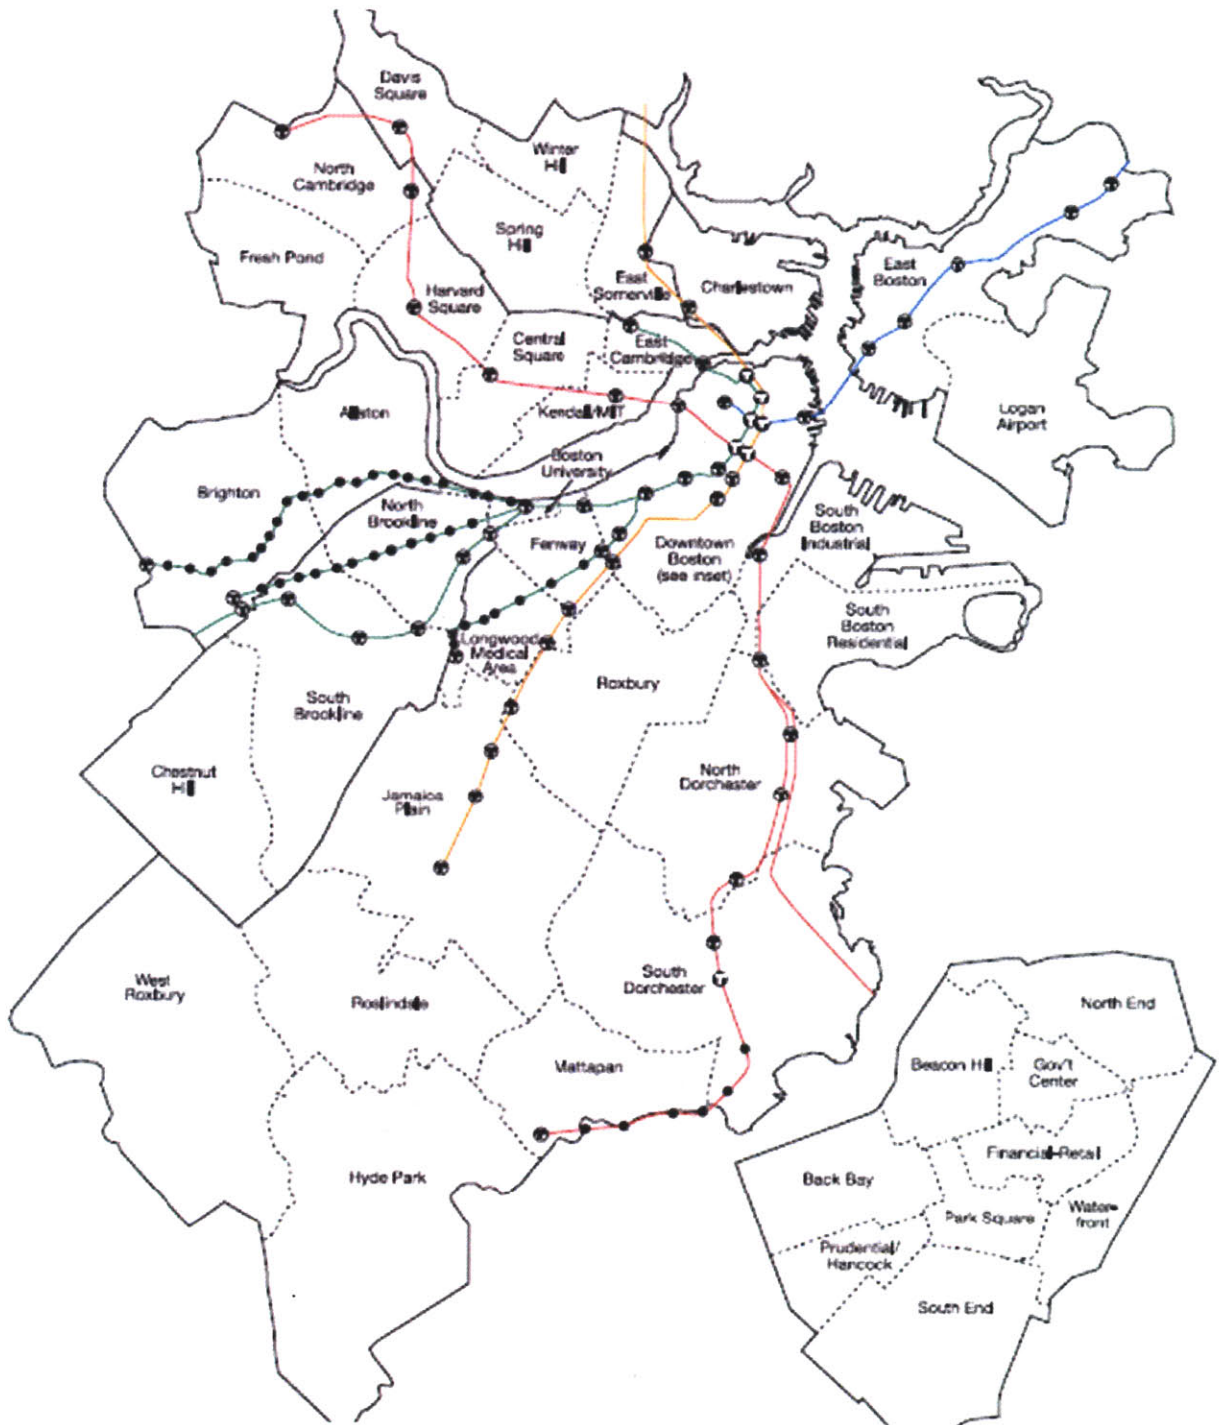 Davis
Square
Winter
Hill
North
Cambridge
Spring
Hill
Fresh Pond
East
Boston
East
Somerville
Charlestown
Harvard
Square
Central
Square
East
Cambridge
Allston
Kendall/MIT
Logan
Airport
Boston
University
Brighton
North
Brookline
South
Boston
Industrial
Fenway
Downtown
Boston
(see inset)
South
Boston
Residential
Longwood
Medical
Area
Roxbury
South
Brookline
Chestnut
Hill
North
Dorchester
Jamaica
Plain
West
Roxbury
Roslindale
South
Dorchester
Mattapan
Hyde Park
North End
Beacon Hill
Gov't
Center
Financial-Retail
Back Bay
Park Square
Water-
front
Prudential/
Hancock
South End